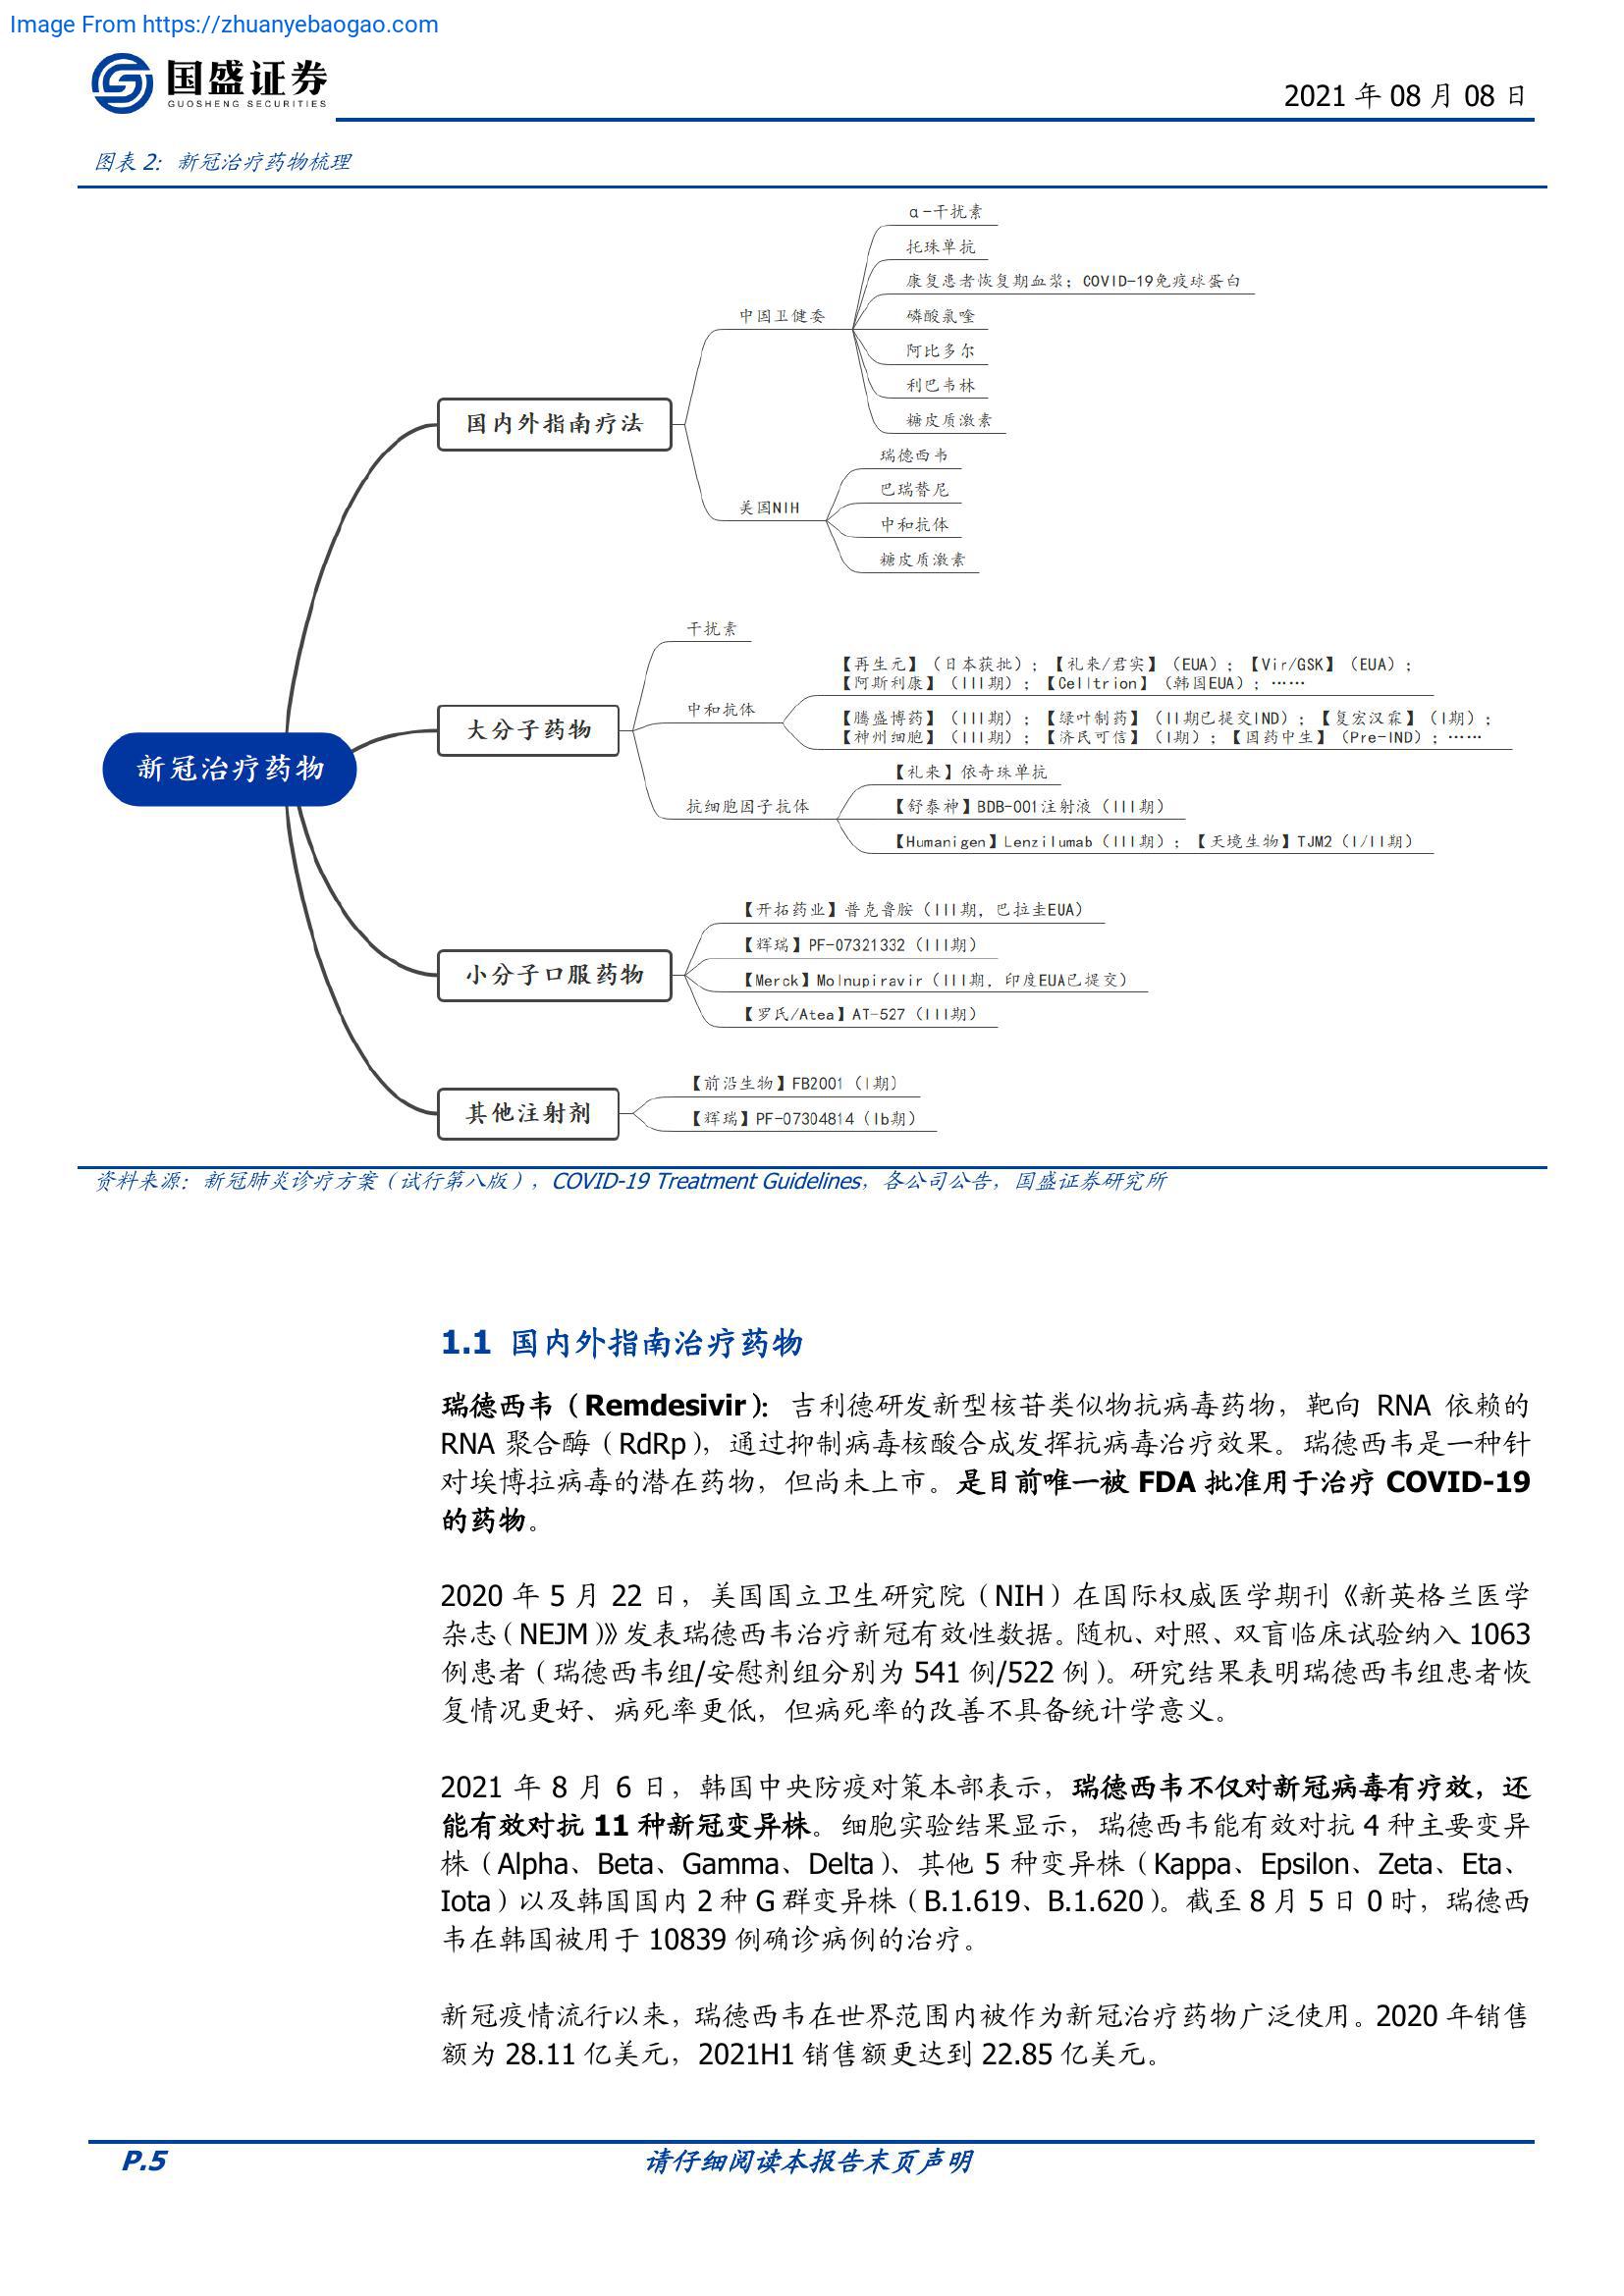 Image From https://zhuanyebaogao.com
国盛证券
GUOSHENG SECURITIES
2021 年 08 月 08 日
图表 2：新冠治疗药物梳理
α-干扰素
托珠单抗
康复患者恢复期血浆；COVID-19免疫球蛋白
中国卫健委
磷酸氯喹
阿比多尔
利巴韦林
糖皮质激素
国内外指南疗法
瑞德西韦
巴瑞替尼
美国NIH
中和抗体
糖皮质激素
干扰素
【再生元】（日本获批）；【礼来/君实】（EUA）；【Vir/GSK】（EUA）；
【阿斯利康】（III期）；【Celltrion】（韩国EUA）；……
中和抗体
【腾盛博药】（III期）；【绿叶制药】（II期已提交IND）；【复宏汉霖】（I期）；
【神州细胞】（III期）；【济民可信】（I期）；【国药中生】（Pre-IND）；……
大分子药物
新冠治疗药物
【礼来】依奇珠单抗
抗细胞因子抗体
【舒泰神】BDB-001注射液（III期）
【Humanigen】Lenzilumab（III期）；【天境生物】TJM2（I/II期）
【开拓药业】普克鲁胺（III期，巴拉圭EUA）
【辉瑞】PF-07321332（III期）
小分子口服药物
【Merck】Molnupiravir（III期，印度EUA已提交）
【罗氏/Atea】AT-527（III期）
【前沿生物】FB2001（I期）
其他注射剂
【辉瑞】PF-07304814（Ib期）
资料来源：新冠肺炎诊疗方案（试行第八版），COVID-19 Treatment Guidelines，各公司公告，国盛证券研究所
1.1 国内外指南治疗药物
瑞德西韦（Remdesivir）：吉利德研发新型核苷类似物抗病毒药物，靶向 RNA 依赖的
RNA 聚合酶（RdRp），通过抑制病毒核酸合成发挥抗病毒治疗效果。瑞德西韦是一种针
对埃博拉病毒的潜在药物，但尚未上市。是目前唯一被 FDA 批准用于治疗 COVID-19
的药物。
2020 年 5 月 22 日，美国国立卫生研究院（NIH）在国际权威医学期刊《新英格兰医学
杂志（NEJM）》发表瑞德西韦治疗新冠有效性数据。随机、对照、双盲临床试验纳入 1063
例患者（瑞德西韦组/安慰剂组分别为 541 例/522 例）。研究结果表明瑞德西韦组患者恢
复情况更好、病死率更低，但病死率的改善不具备统计学意义。
2021 年 8 月 6 日，韩国中央防疫对策本部表示，瑞德西韦不仅对新冠病毒有疗效，还
能有效对抗 11 种新冠变异株。细胞实验结果显示，瑞德西韦能有效对抗 4 种主要变异
株（Alpha、Beta、Gamma、Delta）、其他 5 种变异株（Kappa、Epsilon、Zeta、Eta、
Iota）以及韩国国内 2 种 G 群变异株（B.1.619、B.1.620）。截至 8 月 5 日 0 时，瑞德西
韦在韩国被用于 10839 例确诊病例的治疗。
新冠疫情流行以来，瑞德西韦在世界范围内被作为新冠治疗药物广泛使用。2020 年销售
额为 28.11 亿美元，2021H1 销售额更达到 22.85 亿美元。
P.5
请仔细阅读本报告末页声明